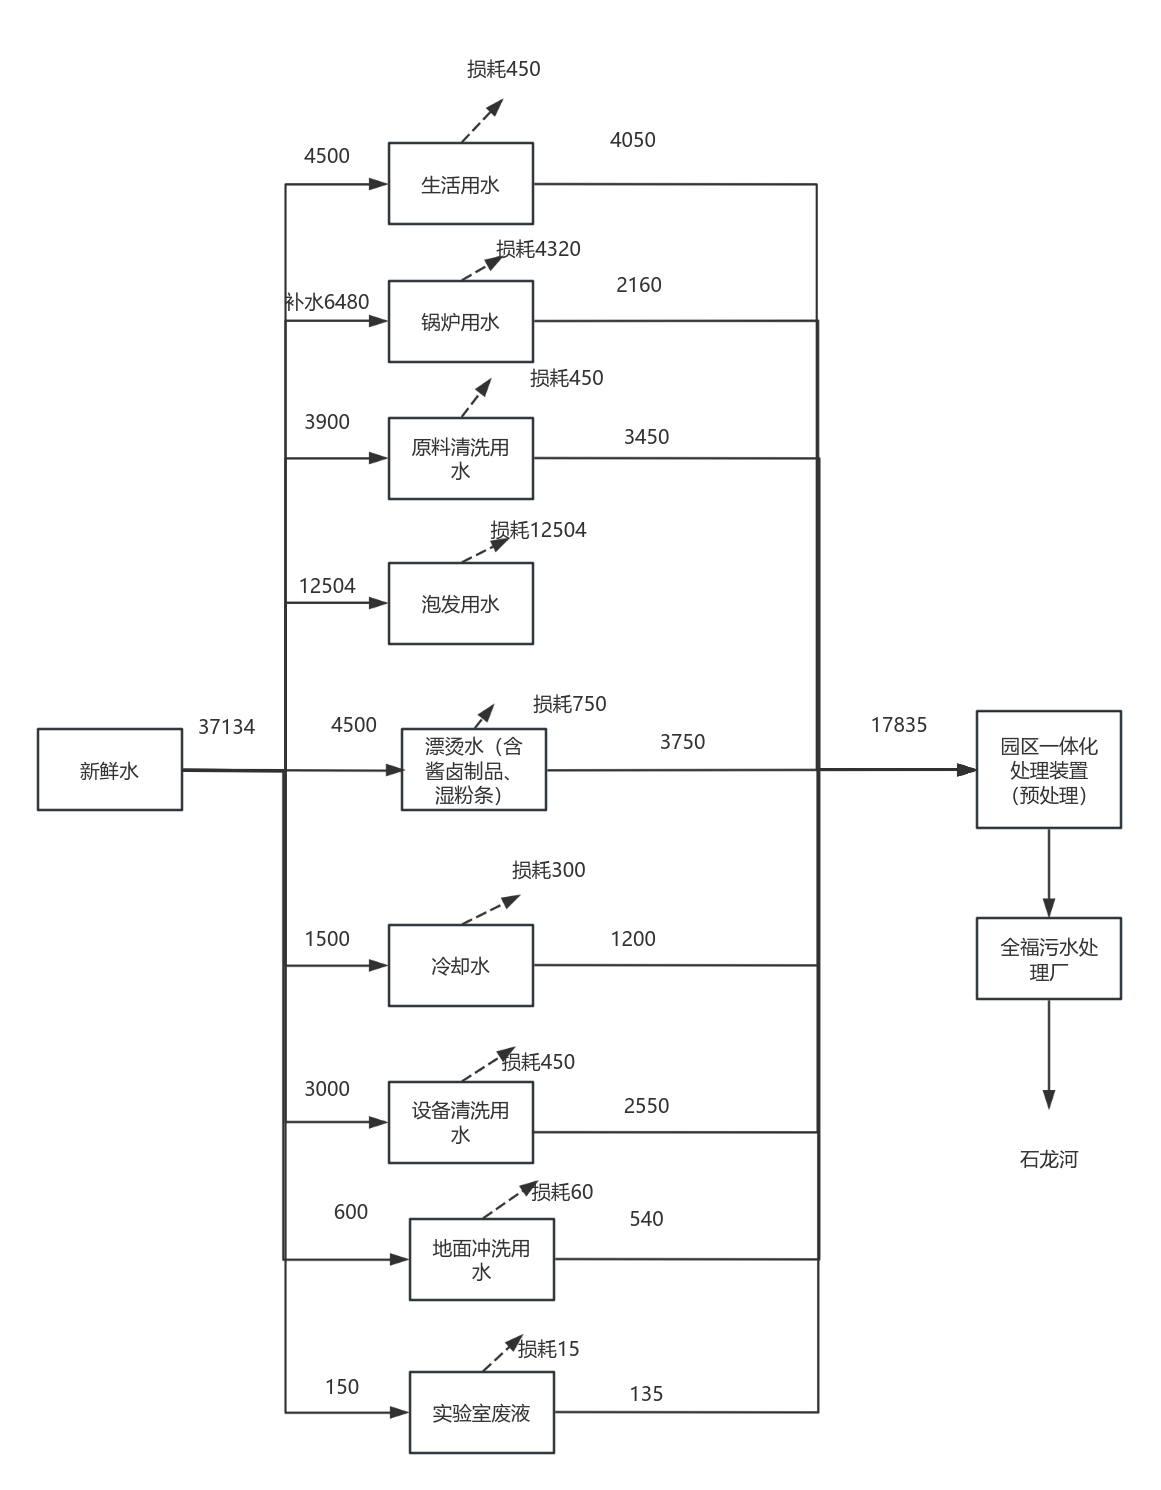 损耗450
4500
生活用水
4050
损耗4320
补水6480
锅炉用水
2160
损耗450
3900
原料清洗用
水
3450
损耗12504
12504
泡发用水
新鲜水
37134
损耗750
4500
漂烫水（含
酱卤制品、
湿粉条）
3750
17835
园区一体化
处理装置
（预处理）
损耗300
1500
冷却水
1200
全福污水处
理厂
损耗450
3000
设备清洗用
水
2550
石龙河
损耗60
600
地面冲洗用
水
540
损耗15
150
实验室废液
135